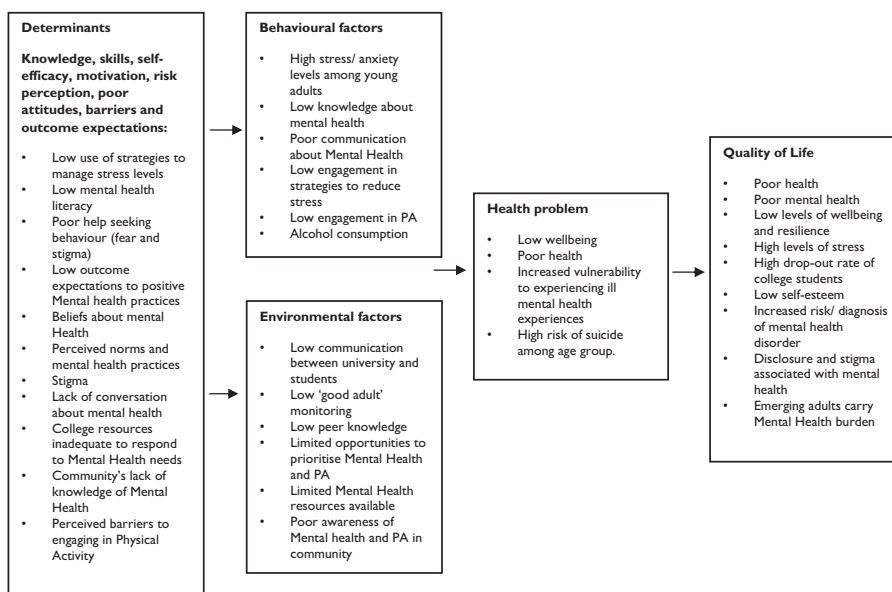 Determinants
Knowledge, skills, self-
efficacy, motivation, risk
perception, poor
attitudes, barriers and
outcome expectations:
• Low use of strategies to
manage stress levels
• Low mental health
literacy
• Poor help seeking
behaviour (fear and
stigma)
• Low outcome
expectations to positive
Mental health practices
• Beliefs about mental
Health
• Perceived norms and
mental health practices
• Stigma
• Lack of conversation
about mental health
• College resources
inadequate to respond
to Mental Health needs
• Community's lack of
knowledge of Mental
Health
• Perceived barriers to
engaging in Physical
Activity
Behavioural factors
• High stress/ anxiety
levels among young
adults
• Low knowledge about
mental health
• Poor communication
about Mental Health
• Low engagement in
strategies to reduce
stress
• Low engagement in PA
• Alcohol consumption
Environmental factors
• Low communication
between university and
students
• Low ‘good adult’
monitoring
• Low peer knowledge
• Limited opportunities to
prioritise Mental Health
and PA
• Limited Mental Health
resources available
• Poor awareness of
Mental health and PA in
community
Health problem
• Low wellbeing
• Poor health
• Increased vulnerability
to experiencing ill
mental health
experiences
• High risk of suicide
among age group.
Quality of Life
• Poor health
• Poor mental health
• Low levels of wellbeing
and resilience
• High levels of stress
• High drop-out rate of
college students
• Low self-esteem
• Increased risk/ diagnosis
of mental health
disorder
• Disclosure and stigma
associated with mental
health
• Emerging adults carry
Mental Health burden